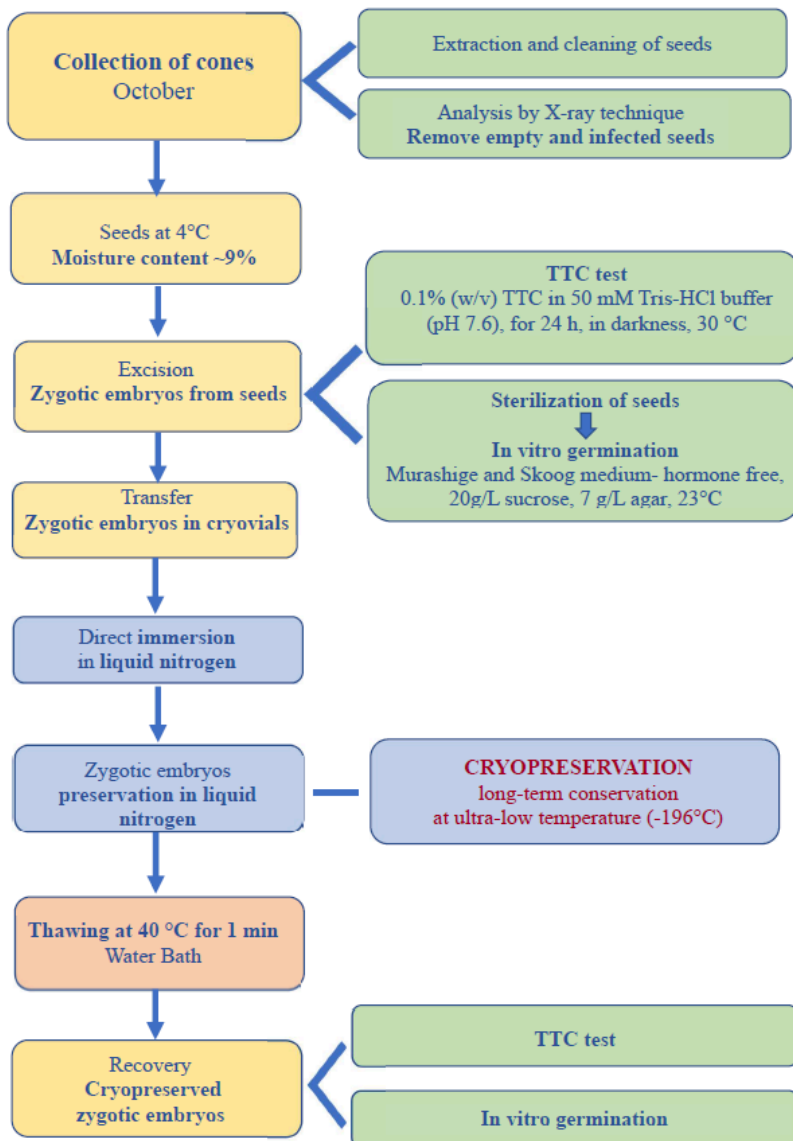 Collection of cones
October
Extraction and cleaning of seeds
Analysis by X-ray technique
Remove empty and infected seeds
Seeds at 4°C
Moisture content ~9%
TTC test
0.1% (w/v) TTC in 50 mM Tris-HCl buffer
(pH 7.6), for 24 h, in darkness, 30 °C
Excision
Zygotic embryos from seeds
Sterilization of seeds
In vitro germination
Murashige and Skoog medium- hormone free,
20g/L sucrose, 7 g/L agar, 23°C
Transfer
Zygotic embryos in cryovials
Direct immersion
in liquid nitrogen
Zygotic embryos
preservation in liquid
nitrogen
CRYOPRESERVATION
long-term conservation
at ultra-low temperature (-196°C)
Thawing at 40 °C for 1 min
Water Bath
Recovery
Cryopreserved
zygotic embryos
TTC test
In vitro germination